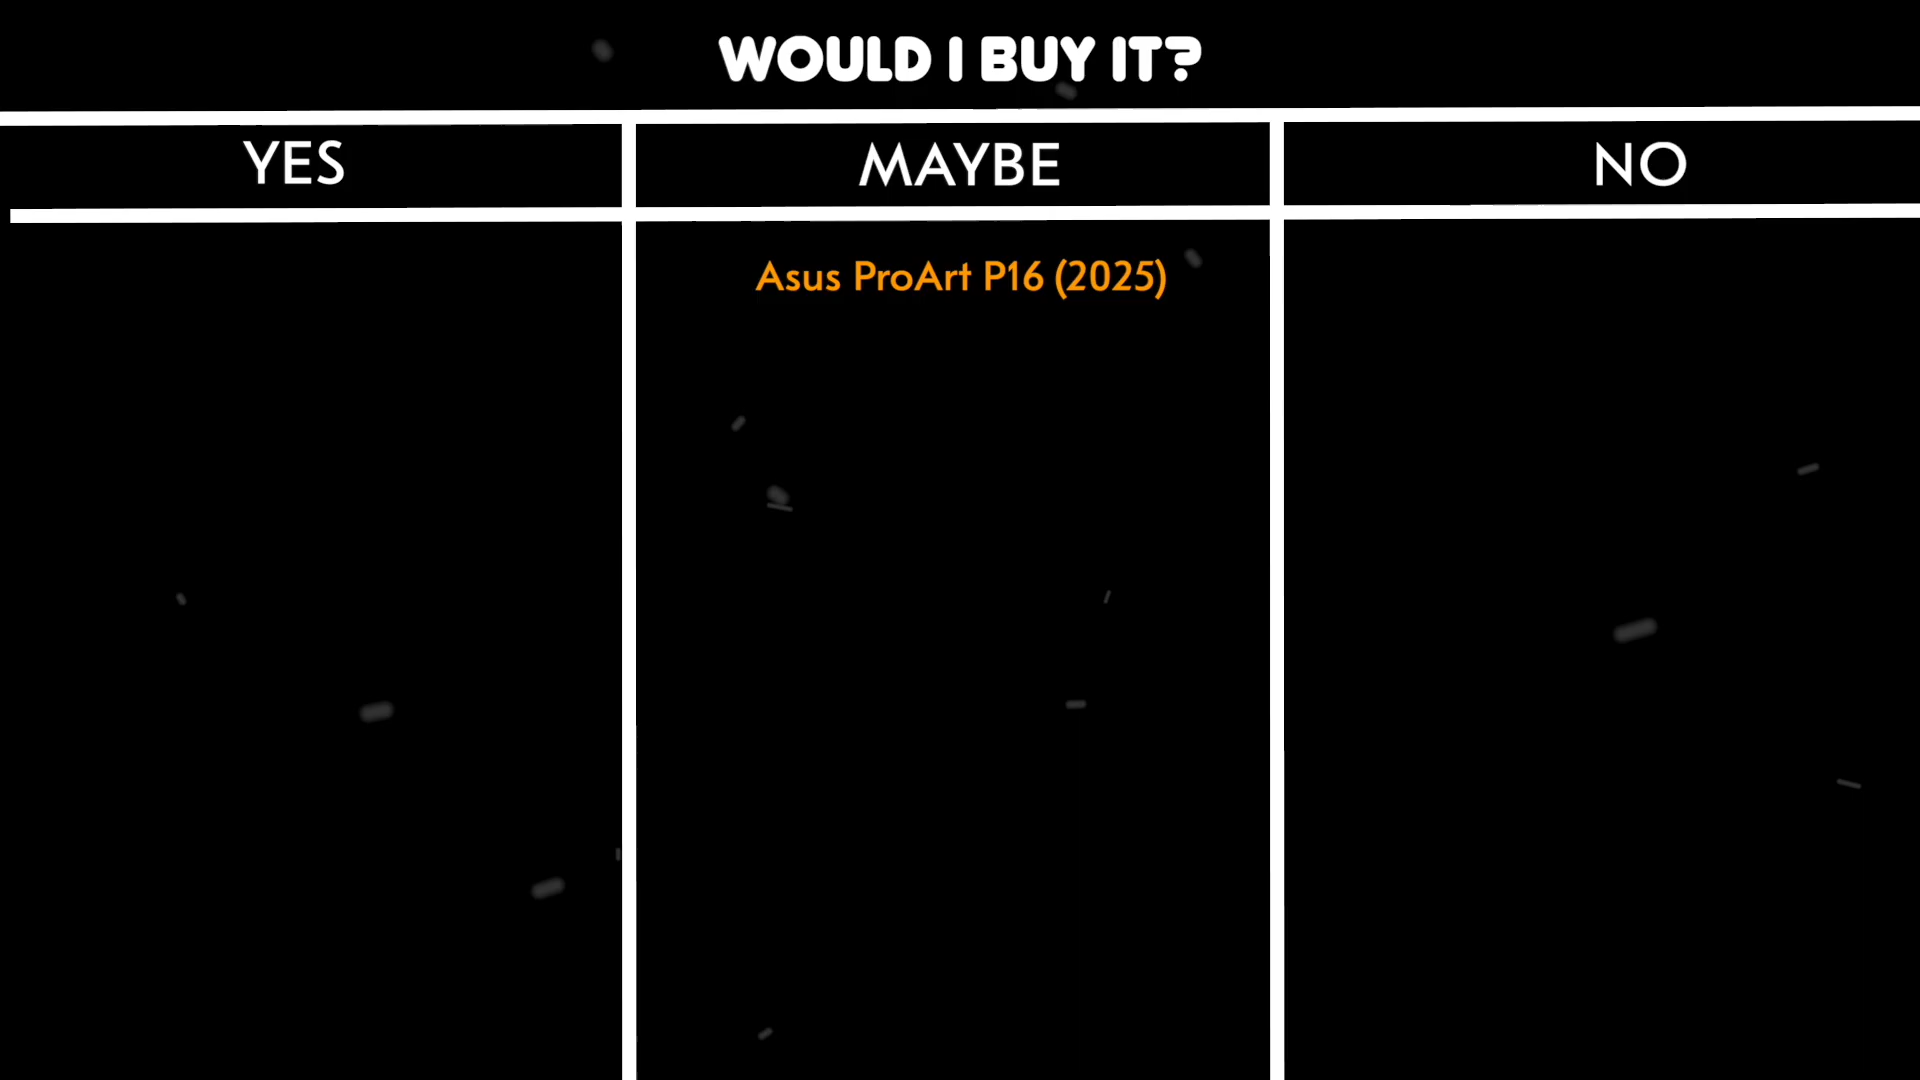 WOULD I BUY IT?
YES
MAYBE
NO
Asus ProArt P16 (2025)